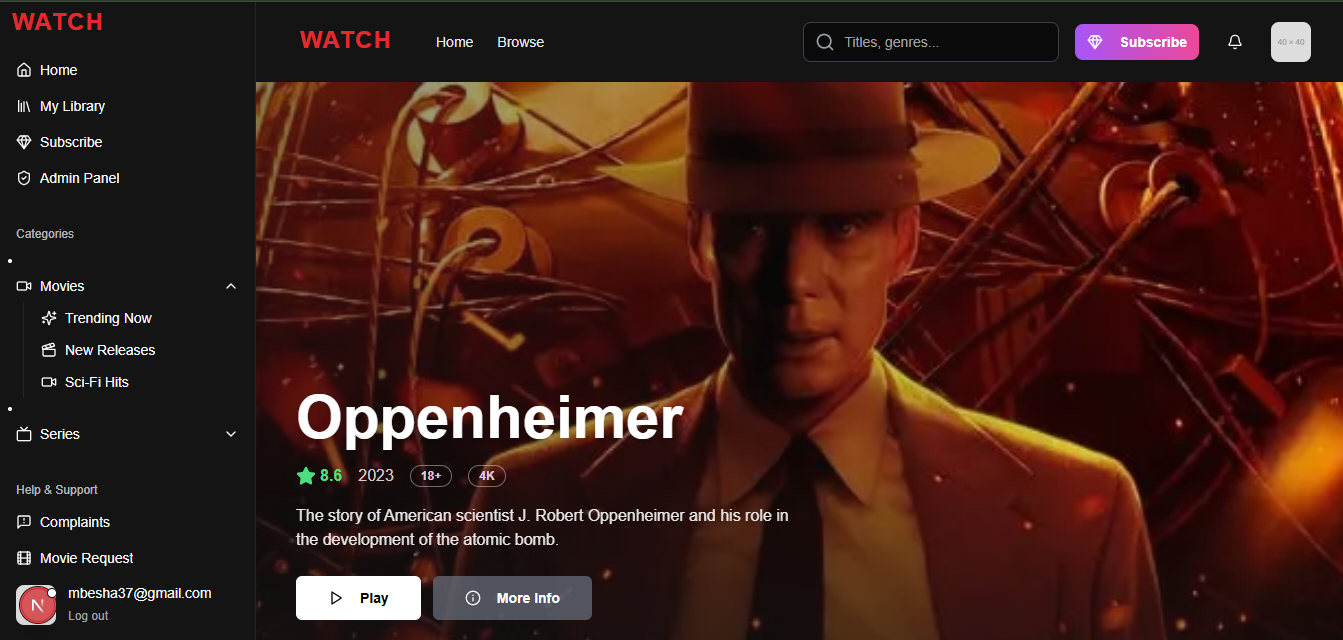 WATCH
Home
My Library
Subscribe
Admin Panel
Categories
Movies
Trending Now
New Releases
Sci-Fi Hits
Series
Help & Support
Complaints
Movie Request
N
mbesha37@gmail.com
Log out
WATCH
Home
Browse
Titles, genres...
Subscribe
40 × 40
Oppenheimer
8.6 2023 18+ 4K
The story of American scientist J. Robert Oppenheimer and his role in
the development of the atomic bomb.
Play
More Info